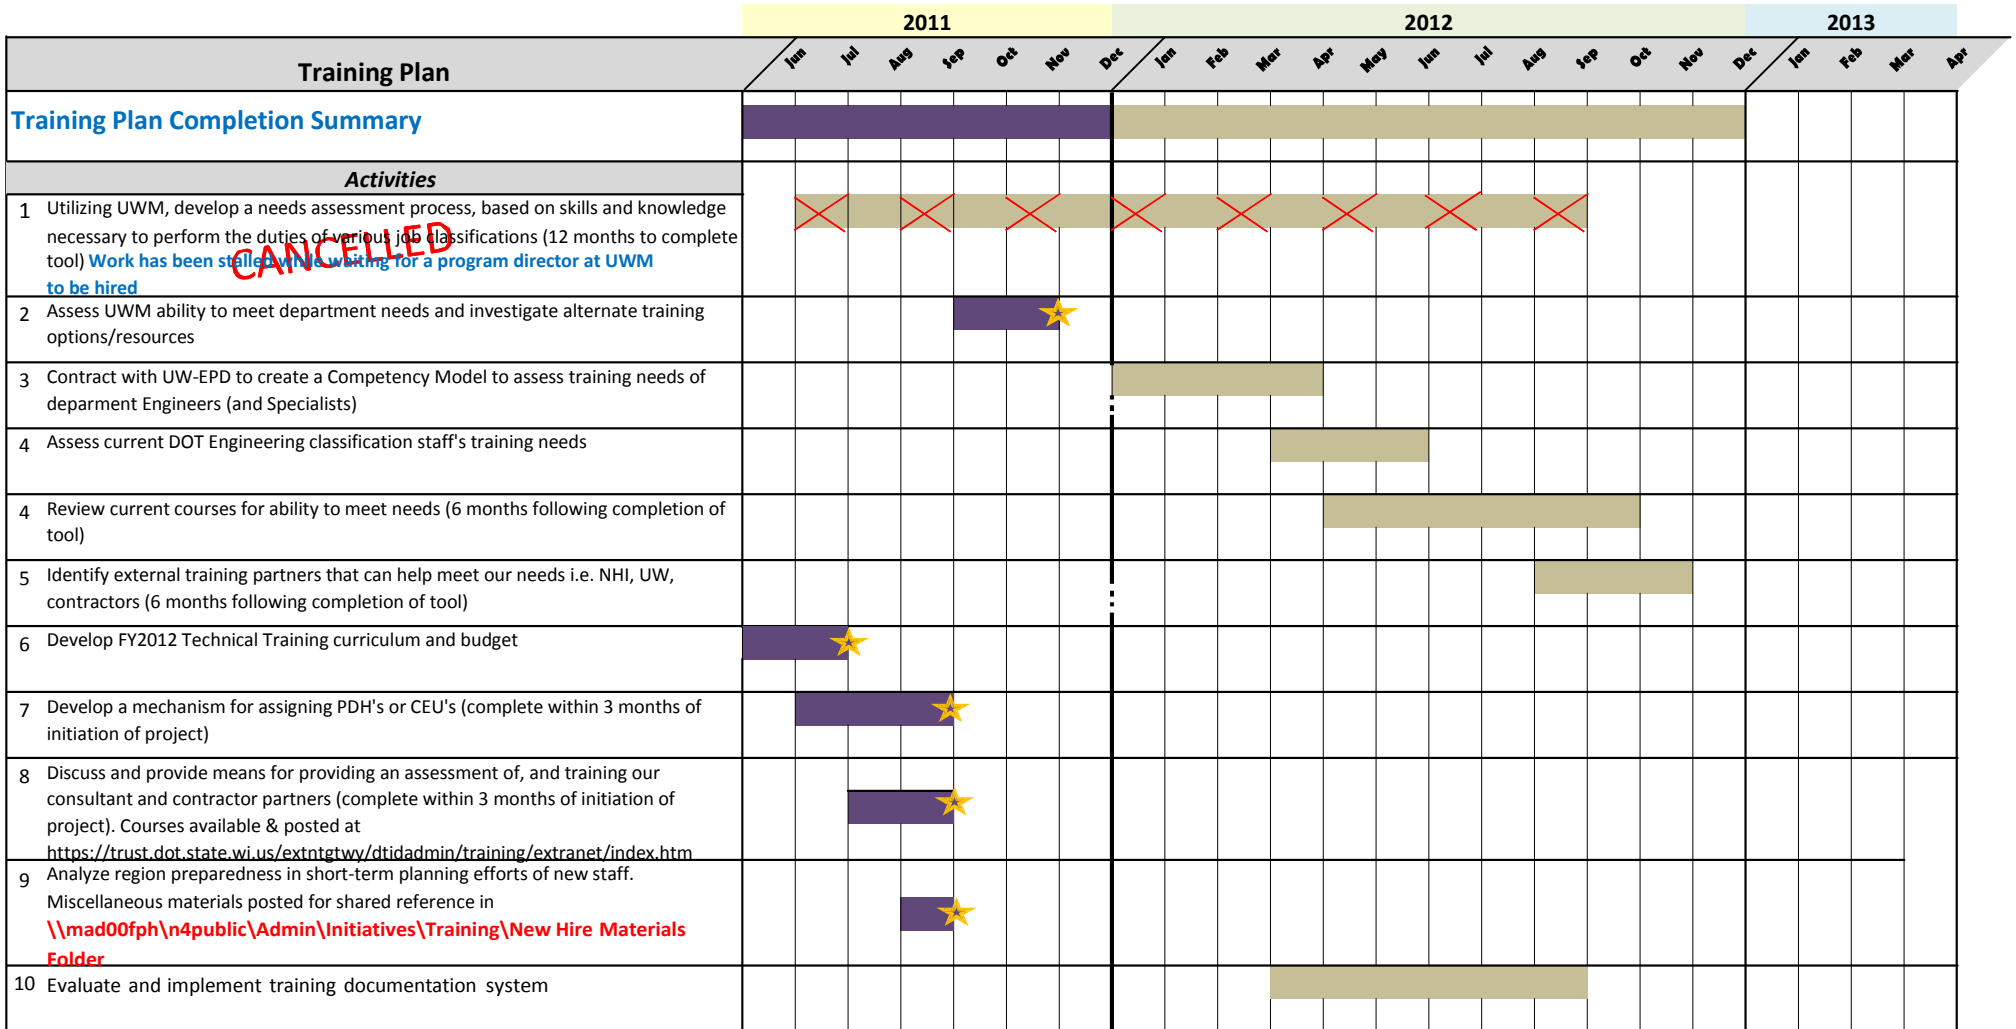 2011 2012 2013
Training Plan Jun Jul Aug Sep Oct Nov Dec Jan Feb Mar Apr May Jun Jul Aug Sep Oct Nov Dec Jan Feb Mar Apr
Training Plan Completion Summary
Activities
1 Utilizing UWM, develop a needs assessment process, based on skills and knowledge
necessary to perform the duties of various job classifications (12 months to complete
tool) Work has been stalled while waiting for a program director at UWM
to be hired
CANCELLED
2 Assess UWM ability to meet department needs and investigate alternate training
options/resources
3 Contract with UW-EPD to create a Competency Model to assess training needs of
deparment Engineers (and Specialists)
4 Assess current DOT Engineering classification staff's training needs
4 Review current courses for ability to meet needs (6 months following completion of
tool)
5 Identify external training partners that can help meet our needs i.e. NHI, UW,
contractors (6 months following completion of tool)
6 Develop FY2012 Technical Training curriculum and budget
7 Develop a mechanism for assigning PDH's or CEU's (complete within 3 months of
initiation of project)
8 Discuss and provide means for providing an assessment of, and training our
consultant and contractor partners (complete within 3 months of initiation of
project). Courses available & posted at
https://trust.dot.state.wi.us/extntgtwy/dtidadmin/training/extranet/index.htm
9 Analyze region preparedness in short-term planning efforts of new staff.
Miscellaneous materials posted for shared reference in
\\mad00fph\n4public\Admin\Initiatives\Training\New Hire Materials
Folder
10 Evaluate and implement training documentation system